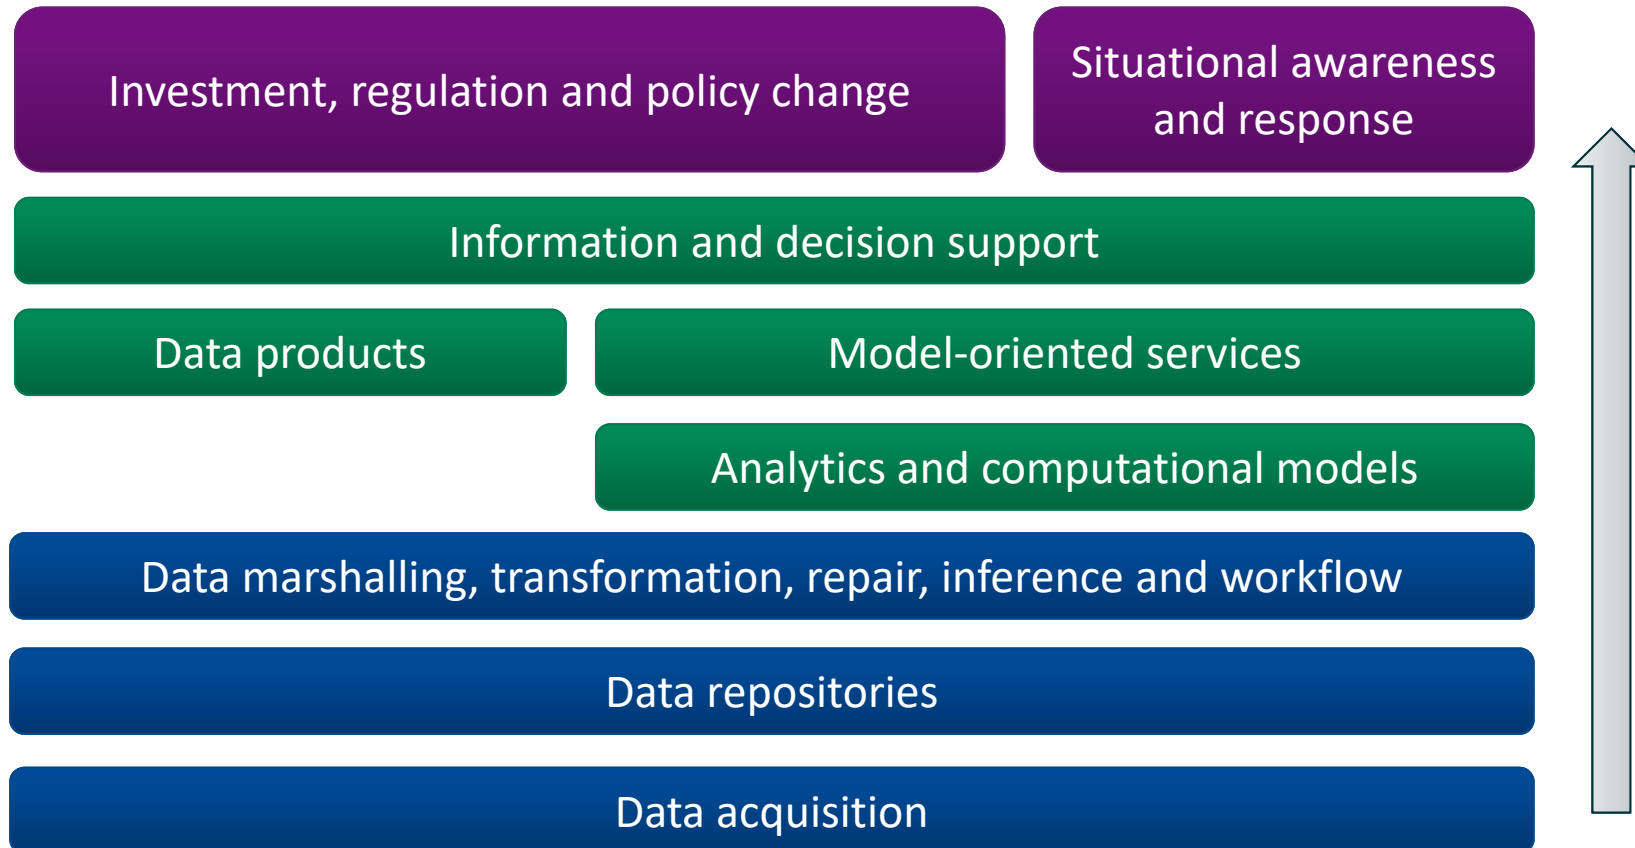 Investment, regulation and policy change
Situational awareness
and response
Information and decision support
Data products
Model-oriented services
Analytics and computational models
Data marshalling, transformation, repair, inference and workflow
Data repositories
Data acquisition